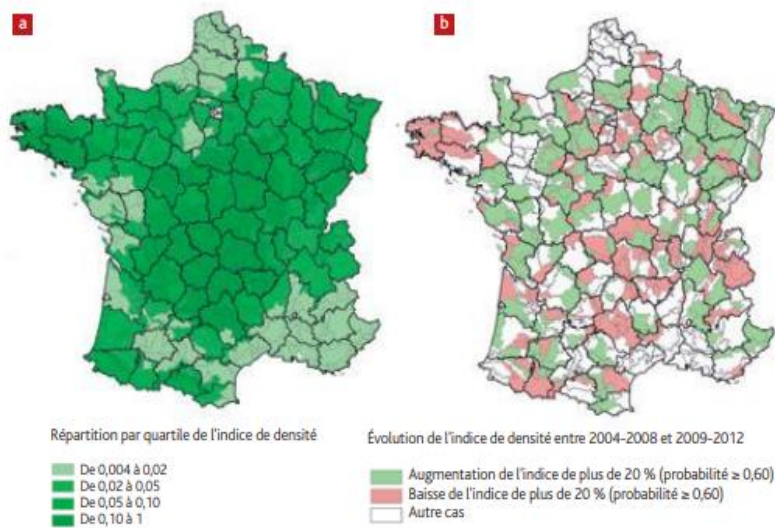 a
b
Répartition par quartile de l'indice de densité
De 0,004 à 0,02
De 0,02 à 0,05
De 0,05 à 0,10
De 0,10 à 1
Évolution de l'indice de densité entre 2004-2008 et 2009-2012
Augmentation de l'indice de plus de 20 % (probabilité ≥ 0,60)
Baisse de l'indice de plus de 20 % (probabilité ≥ 0,60)
Autre cas